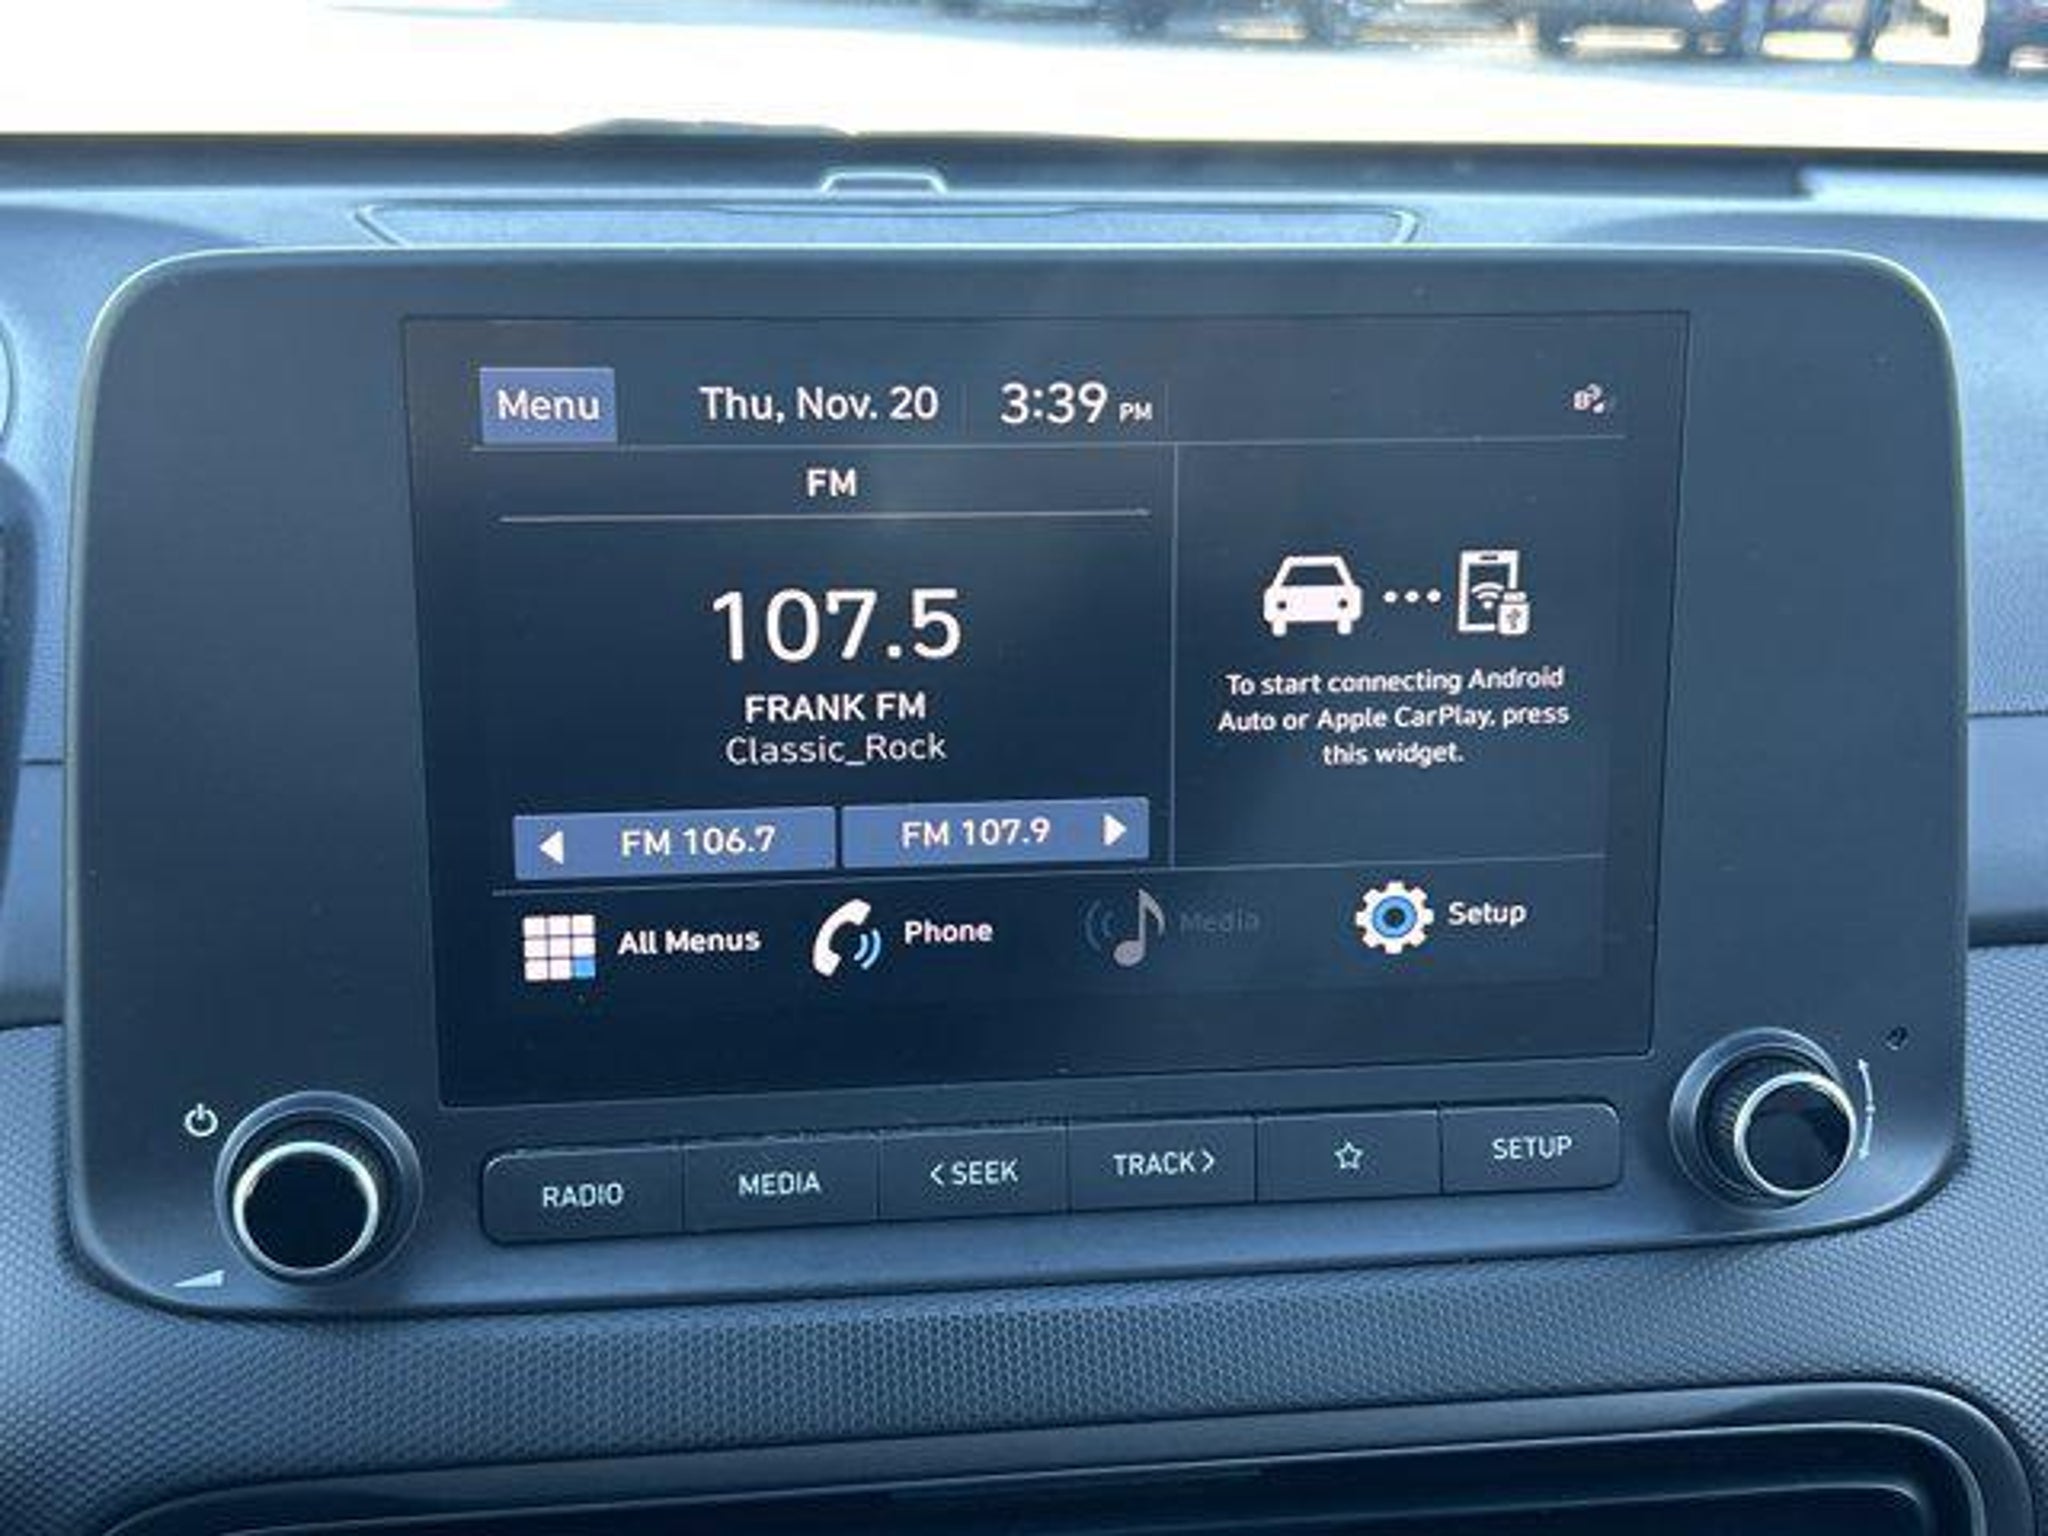 Menu Thu, Nov. 20 3:39 PM
FM
107.5
FRANK FM
Classic_Rock
FM 106.7 FM 107.9
To start connecting Android
Auto or Apple CarPlay, press
this widget.
All Menus Phone Media Setup
RADIO MEDIA <SEEK TRACK> SETUP